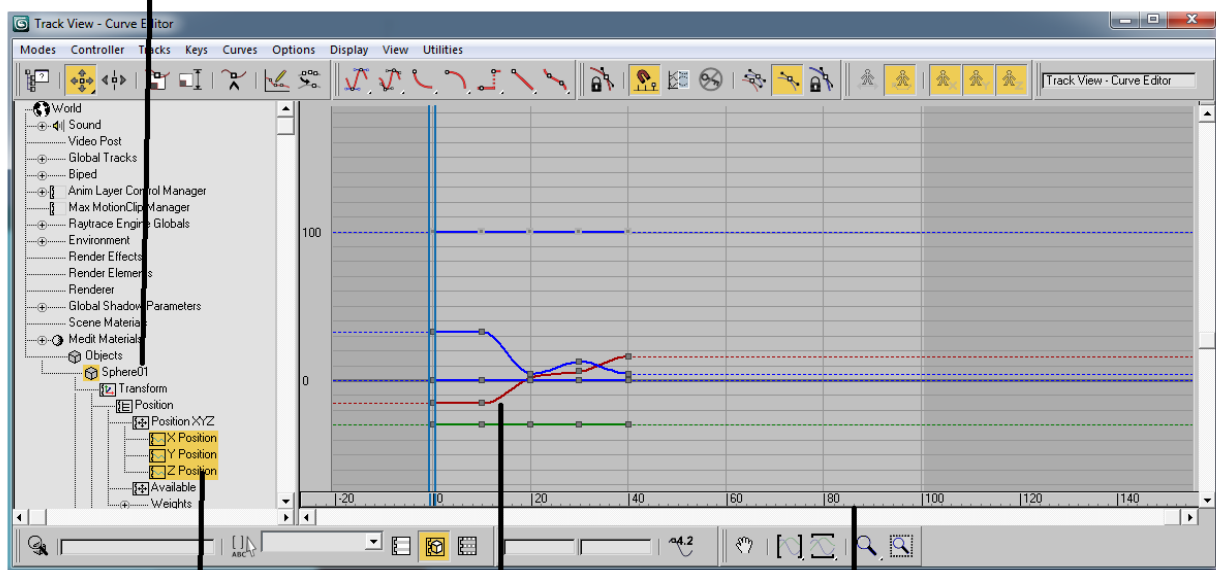 Track View - Curve Editor
Modes Controller Tracks Keys Curves Options Display View Utilities
Track View - Curve Editor
World
Sound
Video Post
Global Tracks
Biped
Anim Layer Control Manager
Max MotionClip Manager
Raytrace Engine Globals
Environment
Render Effects
Render Elements
Renderer
Global Shadow Parameters
Scene Materials
Medit Materials
Objects
Sphere01
Transform
Position
Position XYZ
X Position
Y Position
Z Position
Available
Weights
100
0
-20 0 20 40 60 80 100 120 140
ABC
4.2